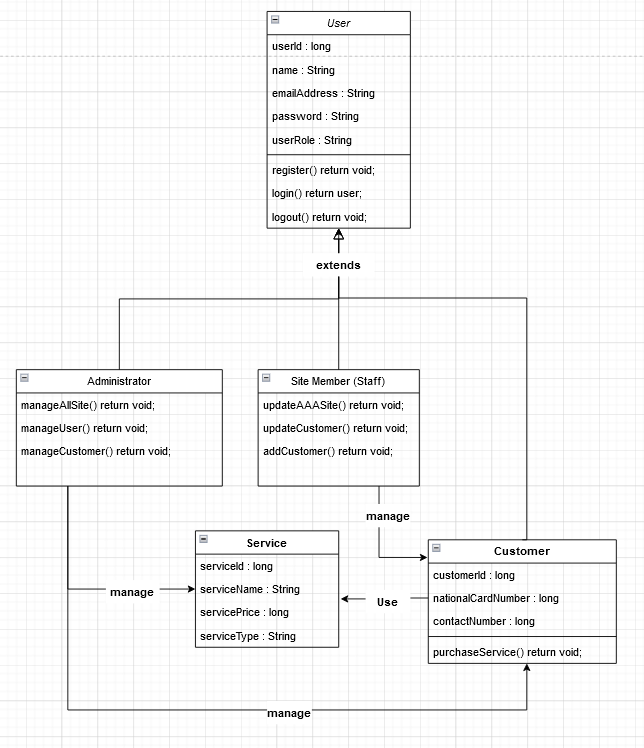 User
userId : long
name : String
emailAddress : String
password : String
userRole : String
register() return void;
login() return user;
logout() return void;
extends
Administrator
manageAllSite() return void;
manageUser() return void;
manageCustomer() return void;
Site Member (Staff)
updateAAASite() return void;
updateCustomer() return void;
addCustomer() return void;
manage
Service
serviceId : long
serviceName : String
servicePrice : long
serviceType : String
Customer
customerId : long
nationalCardNumber : long
contactNumber : long
purchaseService() return void;
manage
Use
manage